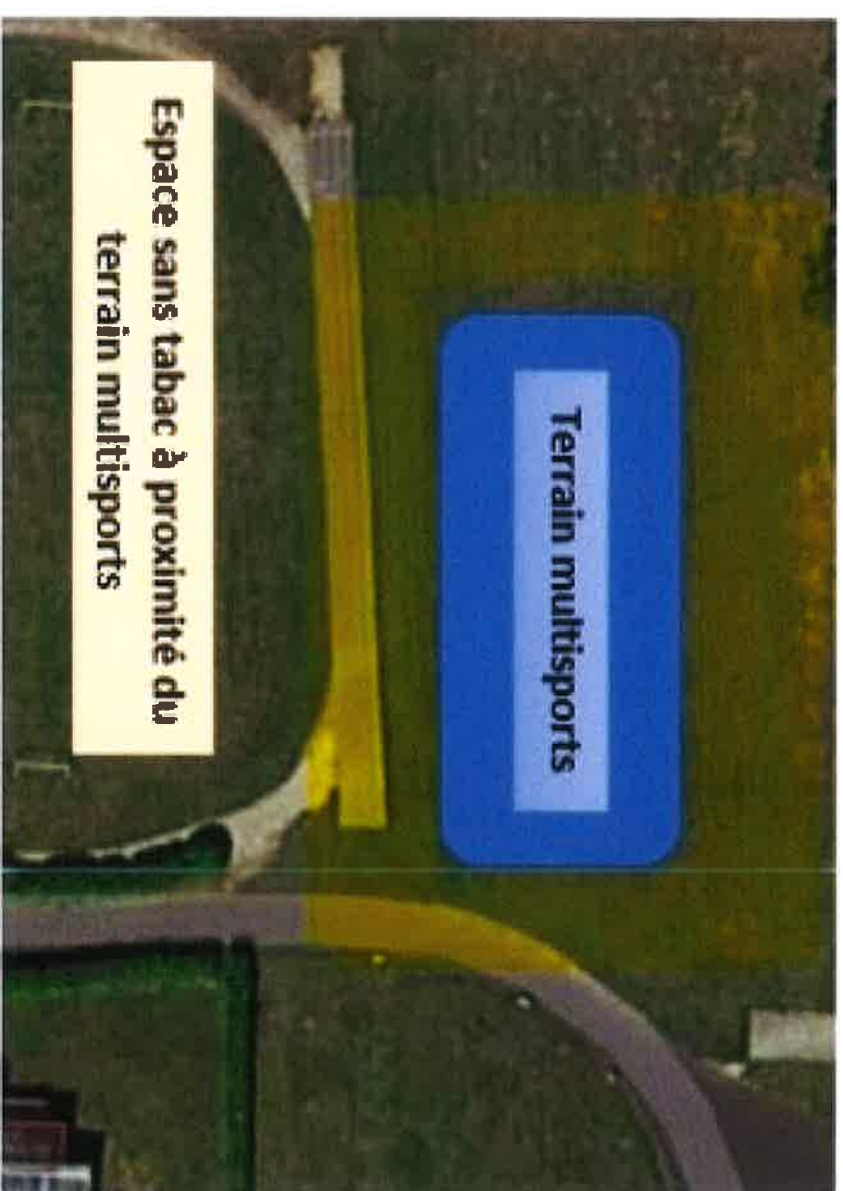 Terrain multisports
Espace sans tabac à proximité du
terrain multisports